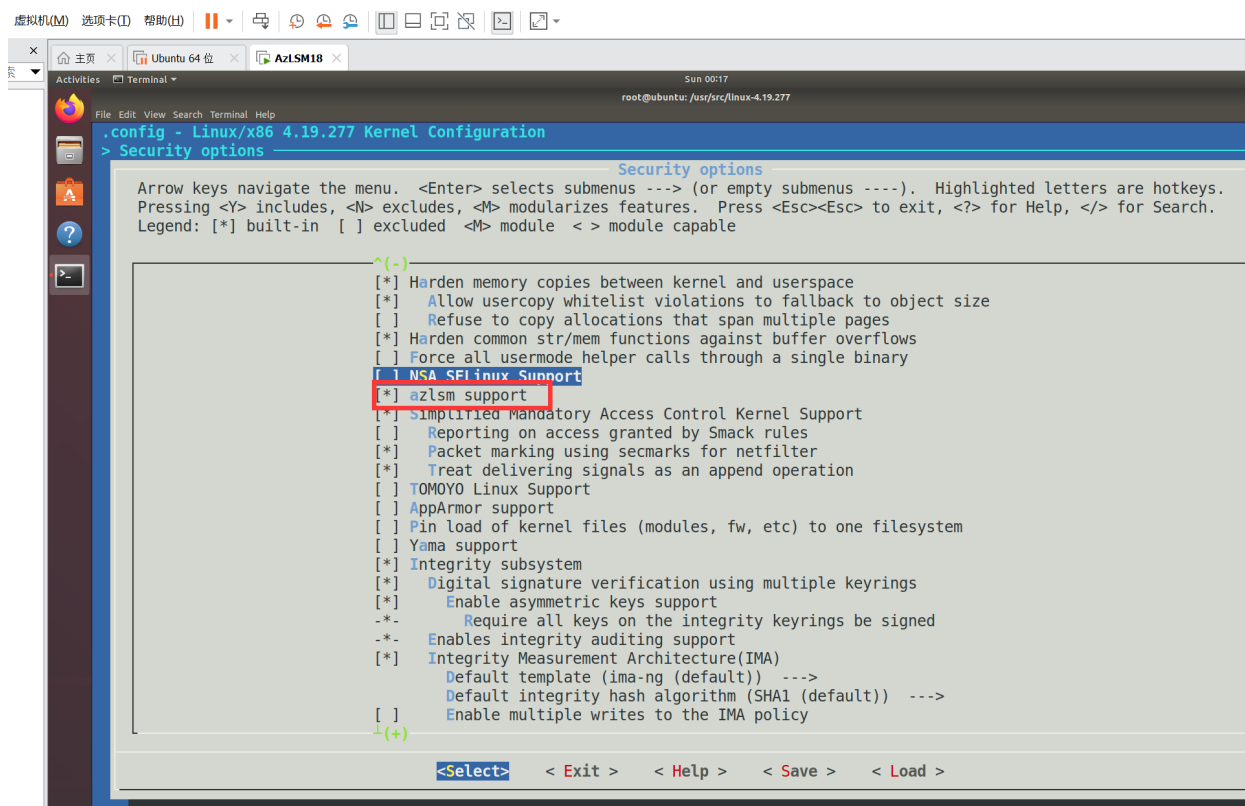 虚拟机(M) 选项卡(T) 帮助(H)
主页 Ubuntu 64 位 AzLSM18
索
Activities Terminal Sun 00:17
root@ubuntu: /usr/src/linux-4.19.277
File Edit View Search Terminal Help
.config - Linux/x86 4.19.277 Kernel Configuration
> Security options
Security options
Arrow keys navigate the menu. <Enter> selects submenus ---> (or empty submenus ----). Highlighted letters are hotkeys.
Pressing <Y> includes, <N> excludes, <M> modularizes features. Press <Esc><Esc> to exit, <?> for Help, </> for Search.
Legend: [*] built-in [ ] excluded <M> module < > module capable
^(-)
[*] Harden memory copies between kernel and userspace
[*] Allow usercopy whitelist violations to fallback to object size
[ ] Refuse to copy allocations that span multiple pages
[*] Harden common str/mem functions against buffer overflows
[ ] Force all usermode helper calls through a single binary
[ ] NSA SELinux Support
[*] azlsm support
[*] Simplified Mandatory Access Control Kernel Support
[ ] Reporting on access granted by Smack rules
[*] Packet marking using secmarks for netfilter
[*] Treat delivering signals as an append operation
[ ] TOMOYO Linux Support
[ ] AppArmor support
[ ] Pin load of kernel files (modules, fw, etc) to one filesystem
[ ] Yama support
[*] Integrity subsystem
[*] Digital signature verification using multiple keyrings
[*] Enable asymmetric keys support
-*- Require all keys on the integrity keyrings be signed
-*- Enables integrity auditing support
[*] Integrity Measurement Architecture(IMA)
Default template (ima-ng (default)) --->
Default integrity hash algorithm (SHA1 (default)) --->
[ ] Enable multiple writes to the IMA policy
┴(+)
<Select> < Exit > < Help > < Save > < Load >